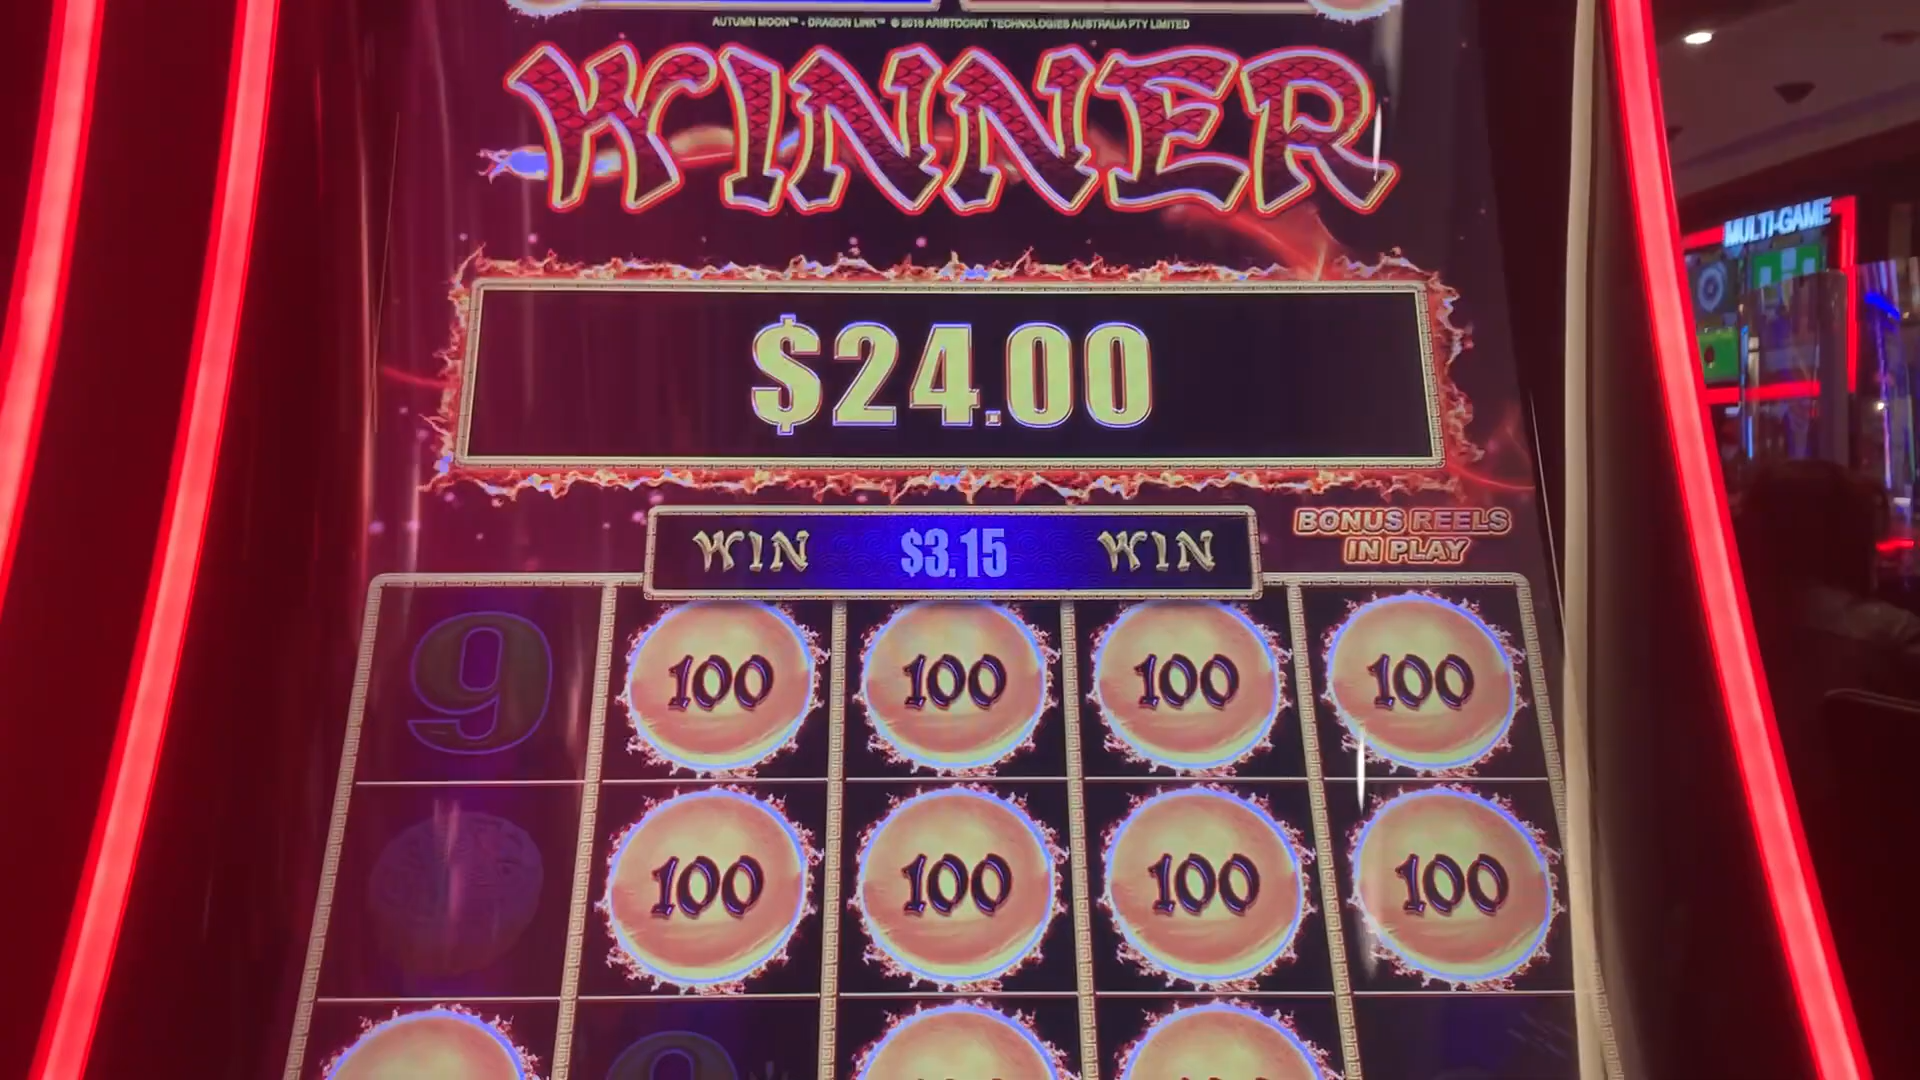 AUTUMN MOON™ - DRAGON LINK™ © 2015 ARISTOCRAT TECHNOLOGIES AUSTRALIA PTY LIMITED
WINNER
MULTI-GAME
$24.00
WIN $3.15 WIN
BONUS REELS
IN PLAY
9 100 100 100 100
100 100 100 100